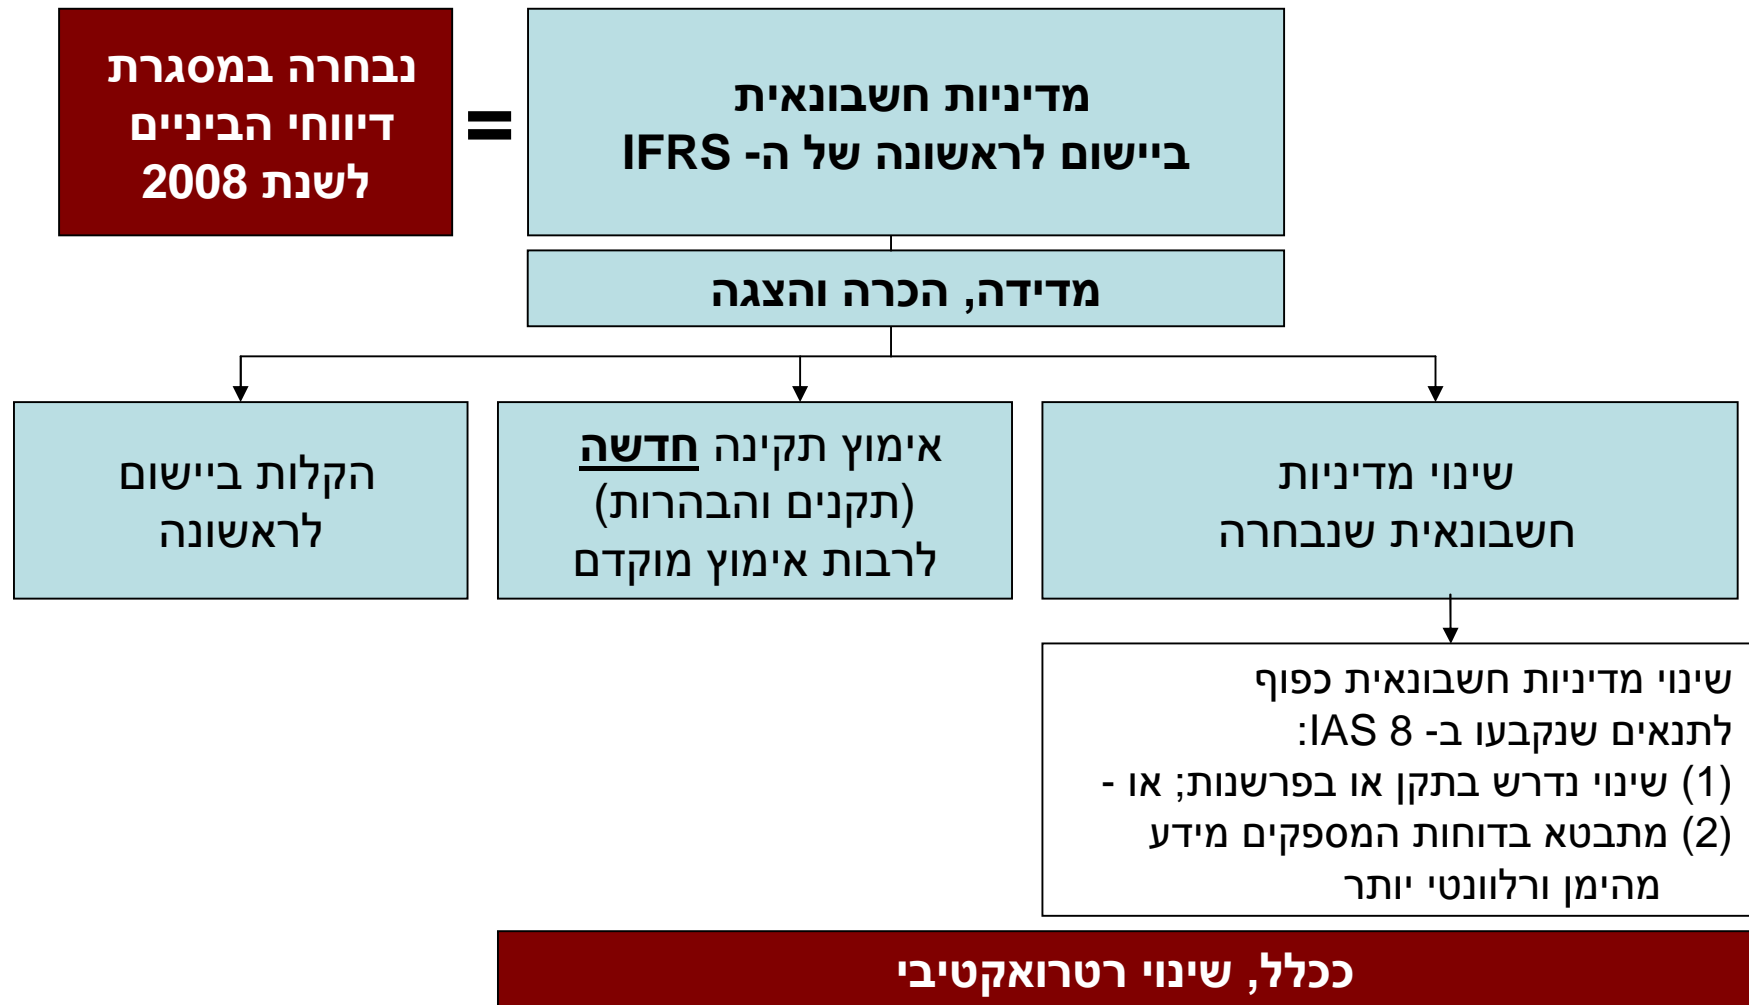 מדיניות חשבונאית
ביישום לראשונה של ה- IFRS
=
נבחרה במסגרת
דיווחי הביניים
לשנת 2008
מדידה, הכרה והצגה
שינוי מדיניות
חשבונאית שנבחרה
אימוץ תקינה חדשה
(תקנים והבהרות)
לרבות אימוץ מוקדם
הקלות ביישום
לראשונה
שינוי מדיניות חשבונאית כפוף
לתנאים שנקבעו ב- IAS 8:
(1) שינוי נדרש בתקן או בפרשנות; או -
(2) מתבטא בדוחות המספקים מידע
מהימן ורלוונטי יותר
ככלל, שינוי רטרואקטיבי